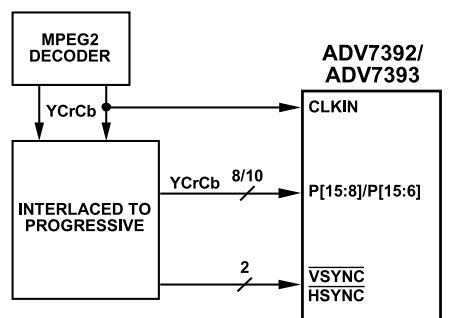 MPEG2
DECODER
ADV7392/
ADV7393
YCrCb
CLKIN
YCrCb 8/10
P[15:8]/P[15:6]
INTERLACED TO
PROGRESSIVE
2
VSYNC
HSYNC